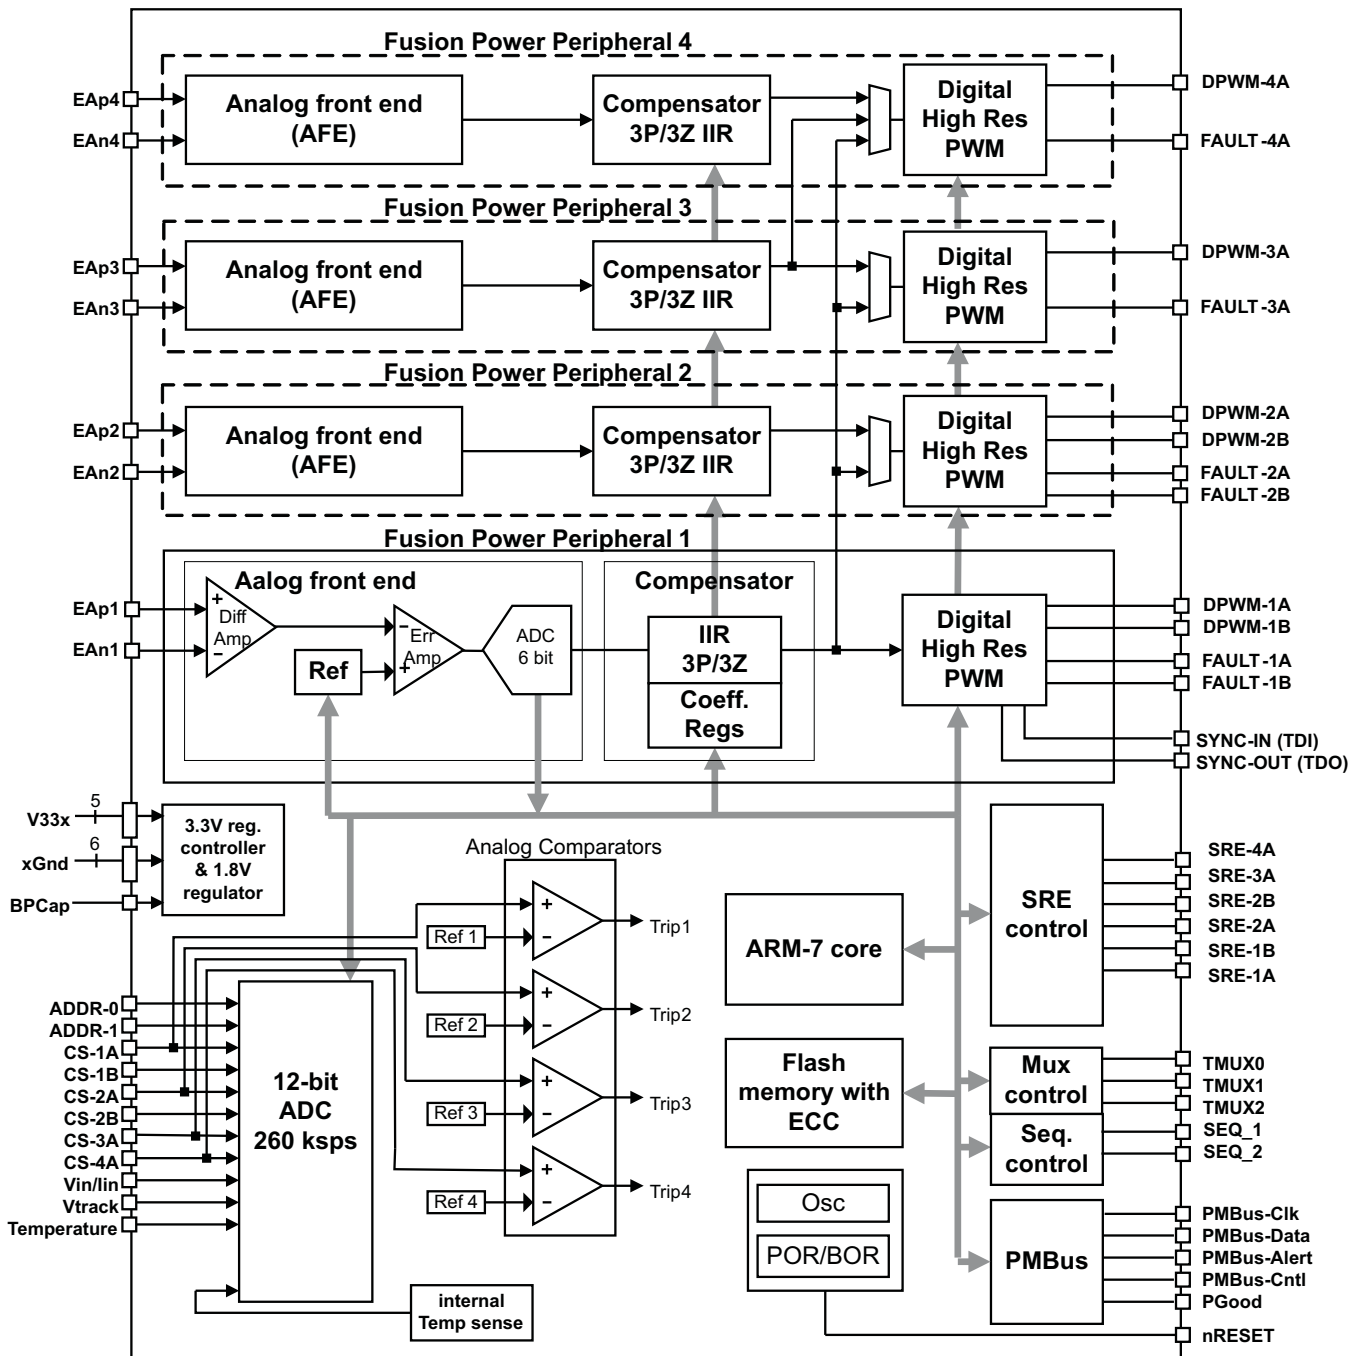 Fusion Power Peripheral 4
EAp4
EAn4
Analog front end
(AFE)
Compensator
3P/3Z IIR
Digital
High Res
PWM
DPWM-4A
FAULT-4A
Fusion Power Peripheral 3
EAp3
EAn3
Analog front end
(AFE)
Compensator
3P/3Z IIR
Digital
High Res
PWM
DPWM-3A
FAULT-3A
Fusion Power Peripheral 2
EAp2
EAn2
Analog front end
(AFE)
Compensator
3P/3Z IIR
Digital
High Res
PWM
DPWM-2A
DPWM-2B
FAULT-2A
FAULT-2B
Fusion Power Peripheral 1
EAp1
EAn1
Aalog front end
+
Diff
Amp
−
Ref
−
Err
Amp
+
ADC
6 bit
Compensator
IIR
3P/3Z
Coeff.
Regs
Digital
High Res
PWM
DPWM-1A
DPWM-1B
FAULT-1A
FAULT-1B
SYNC-IN (TDI)
SYNC-OUT (TDO)
V33x
5
xGnd
6
BPCap
3.3V reg.
controller
& 1.8V
regulator
Analog Comparators
Ref 1
+
−
Trip1
Ref 2
+
−
Trip2
Ref 3
+
−
Trip3
Ref 4
+
−
Trip4
ADDR-0
ADDR-1
CS-1A
CS-1B
CS-2A
CS-2B
CS-3A
CS-4A
Vin/Iin
Vtrack
Temperature
12-bit
ADC
260 ksps
internal
Temp sense
ARM-7 core
Flash
memory with
ECC
Osc
POR/BOR
SRE
control
SRE-4A
SRE-3A
SRE-2B
SRE-2A
SRE-1B
SRE-1A
Mux
control
TMUX0
TMUX1
TMUX2
Seq.
control
SEQ_1
SEQ_2
PMBus
PMBus-Clk
PMBus-Data
PMBus-Alert
PMBus-Cntl
PGood
nRESET